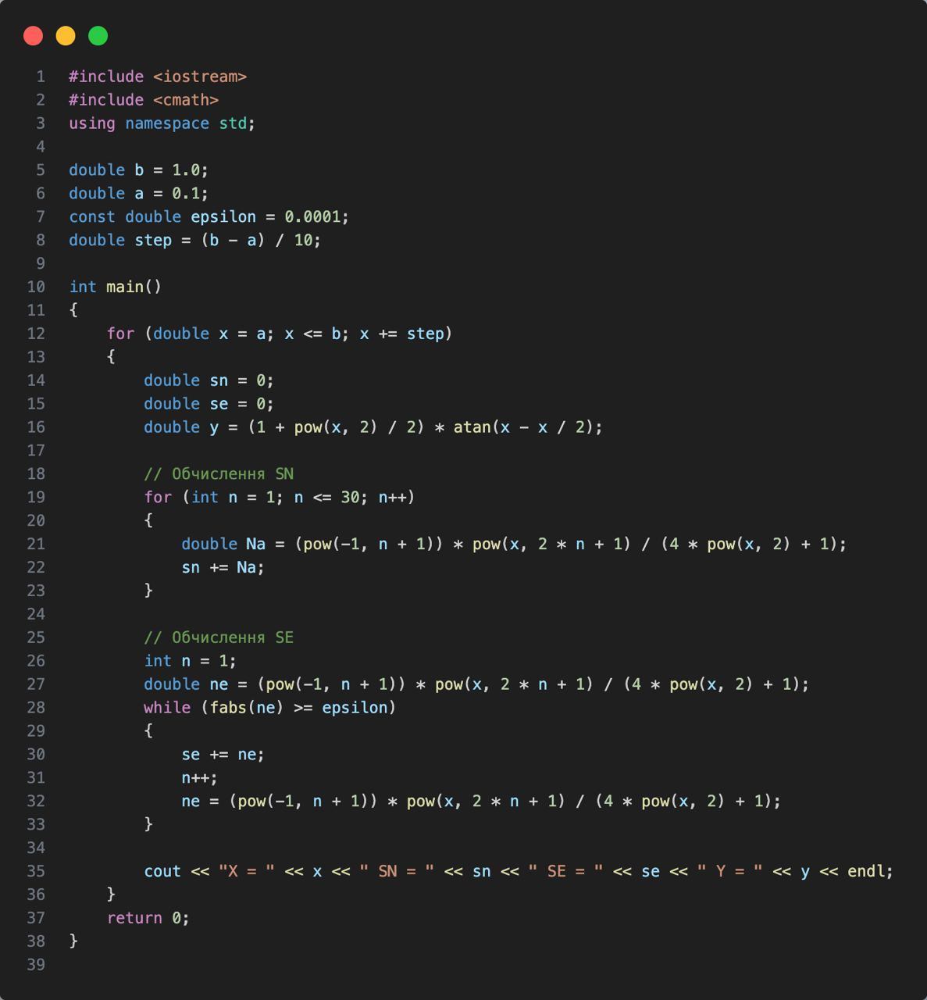 1 #include <iostream>
2 #include <cmath>
3 using namespace std;
4
5 double b = 1.0;
6 double a = 0.1;
7 const double epsilon = 0.0001;
8 double step = (b - a) / 10;
9
10 int main()
11 {
12     for (double x = a; x <= b; x += step)
13     {
14         double sn = 0;
15         double se = 0;
16         double y = (1 + pow(x, 2) / 2) * atan(x - x / 2);
17
18         // Обчислення SN
19         for (int n = 1; n <= 30; n++)
20         {
21             double Na = (pow(-1, n + 1)) * pow(x, 2 * n + 1) / (4 * pow(x, 2) + 1);
22             sn += Na;
23         }
24
25         // Обчислення SE
26         int n = 1;
27         double ne = (pow(-1, n + 1)) * pow(x, 2 * n + 1) / (4 * pow(x, 2) + 1);
28         while (fabs(ne) >= epsilon)
29         {
30             se += ne;
31             n++;
32             ne = (pow(-1, n + 1)) * pow(x, 2 * n + 1) / (4 * pow(x, 2) + 1);
33         }
34
35         cout << "X = " << x << " SN = " << sn << " SE = " << se << " Y = " << y << endl;
36     }
37     return 0;
38 }
39